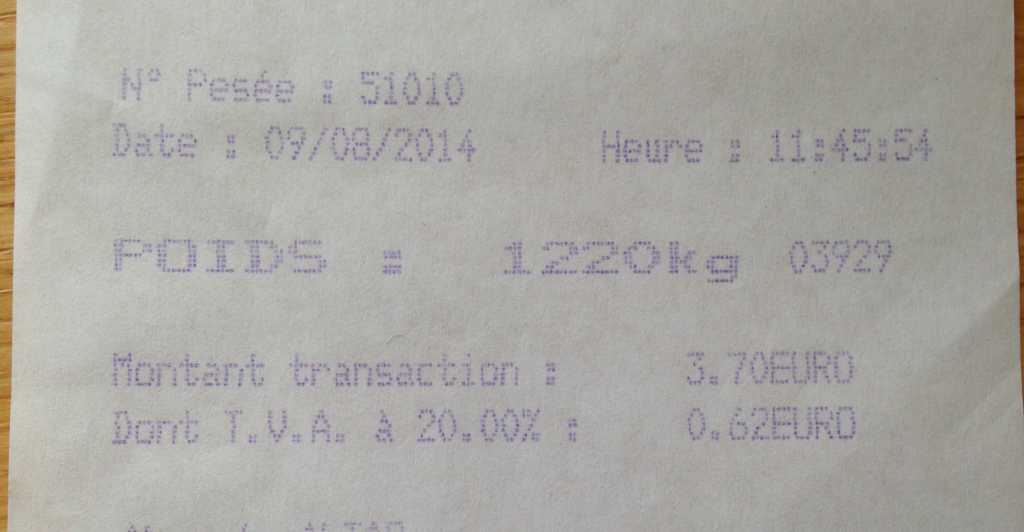 N° Pesée : 51010
Date : 09/08/2014 Heure : 11:45:54
POIDS : 1220kg 03929
Montant transaction : 3.70EURO
Dont T.V.A. à 20.00% : 0.62EURO